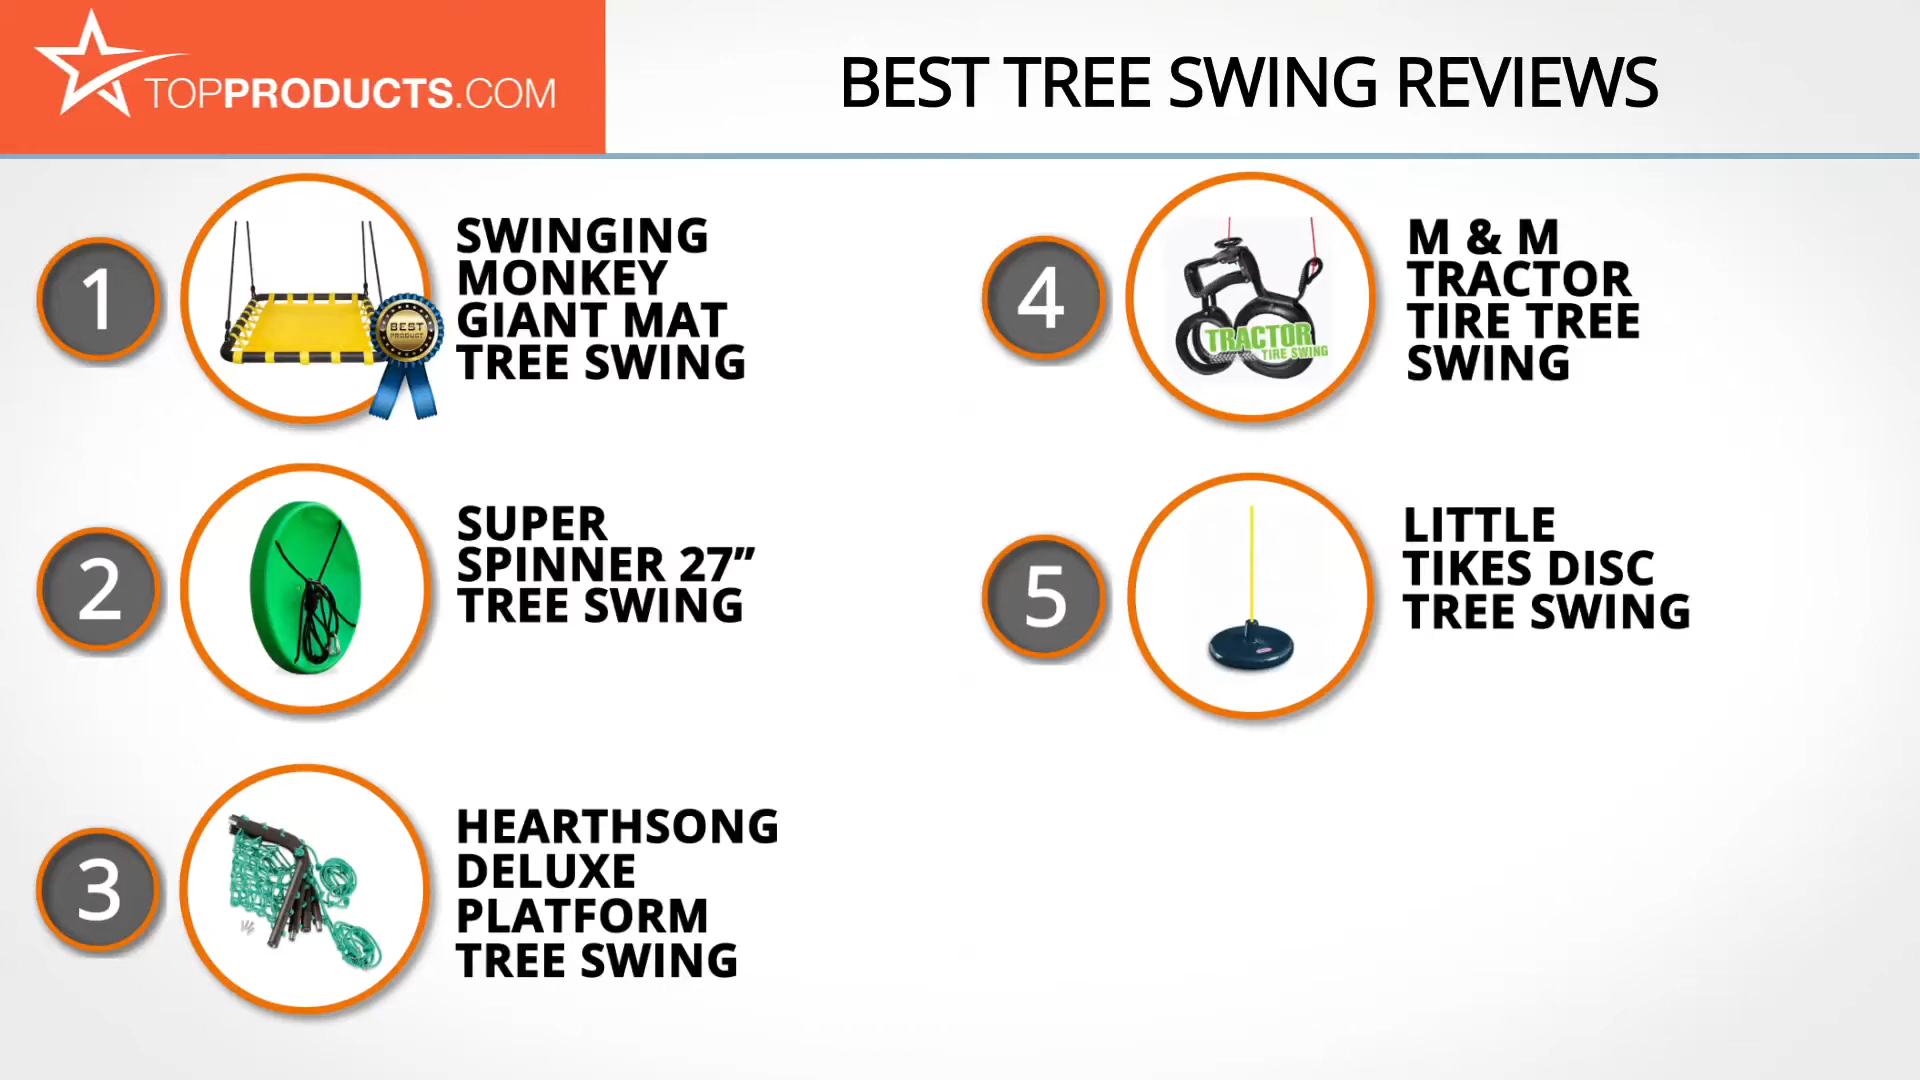 TOPPRODUCTS.COM
BEST TREE SWING REVIEWS
1
BEST
PRODUCT
SWINGING
MONKEY
GIANT MAT
TREE SWING
2
SUPER
SPINNER 27”
TREE SWING
3
HEARTHSONG
DELUXE
PLATFORM
TREE SWING
4
TRACTOR
TIRE SWING
M & M
TRACTOR
TIRE TREE
SWING
5
LITTLE
TIKES DISC
TREE SWING